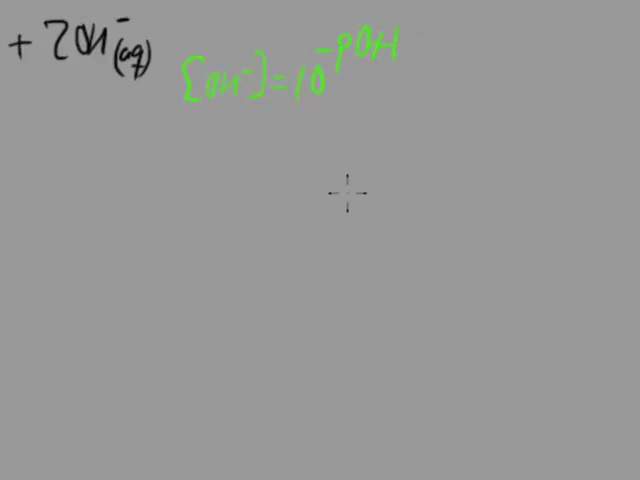 + 2OH⁻(aq)
[OH⁻] = 10^-pOH